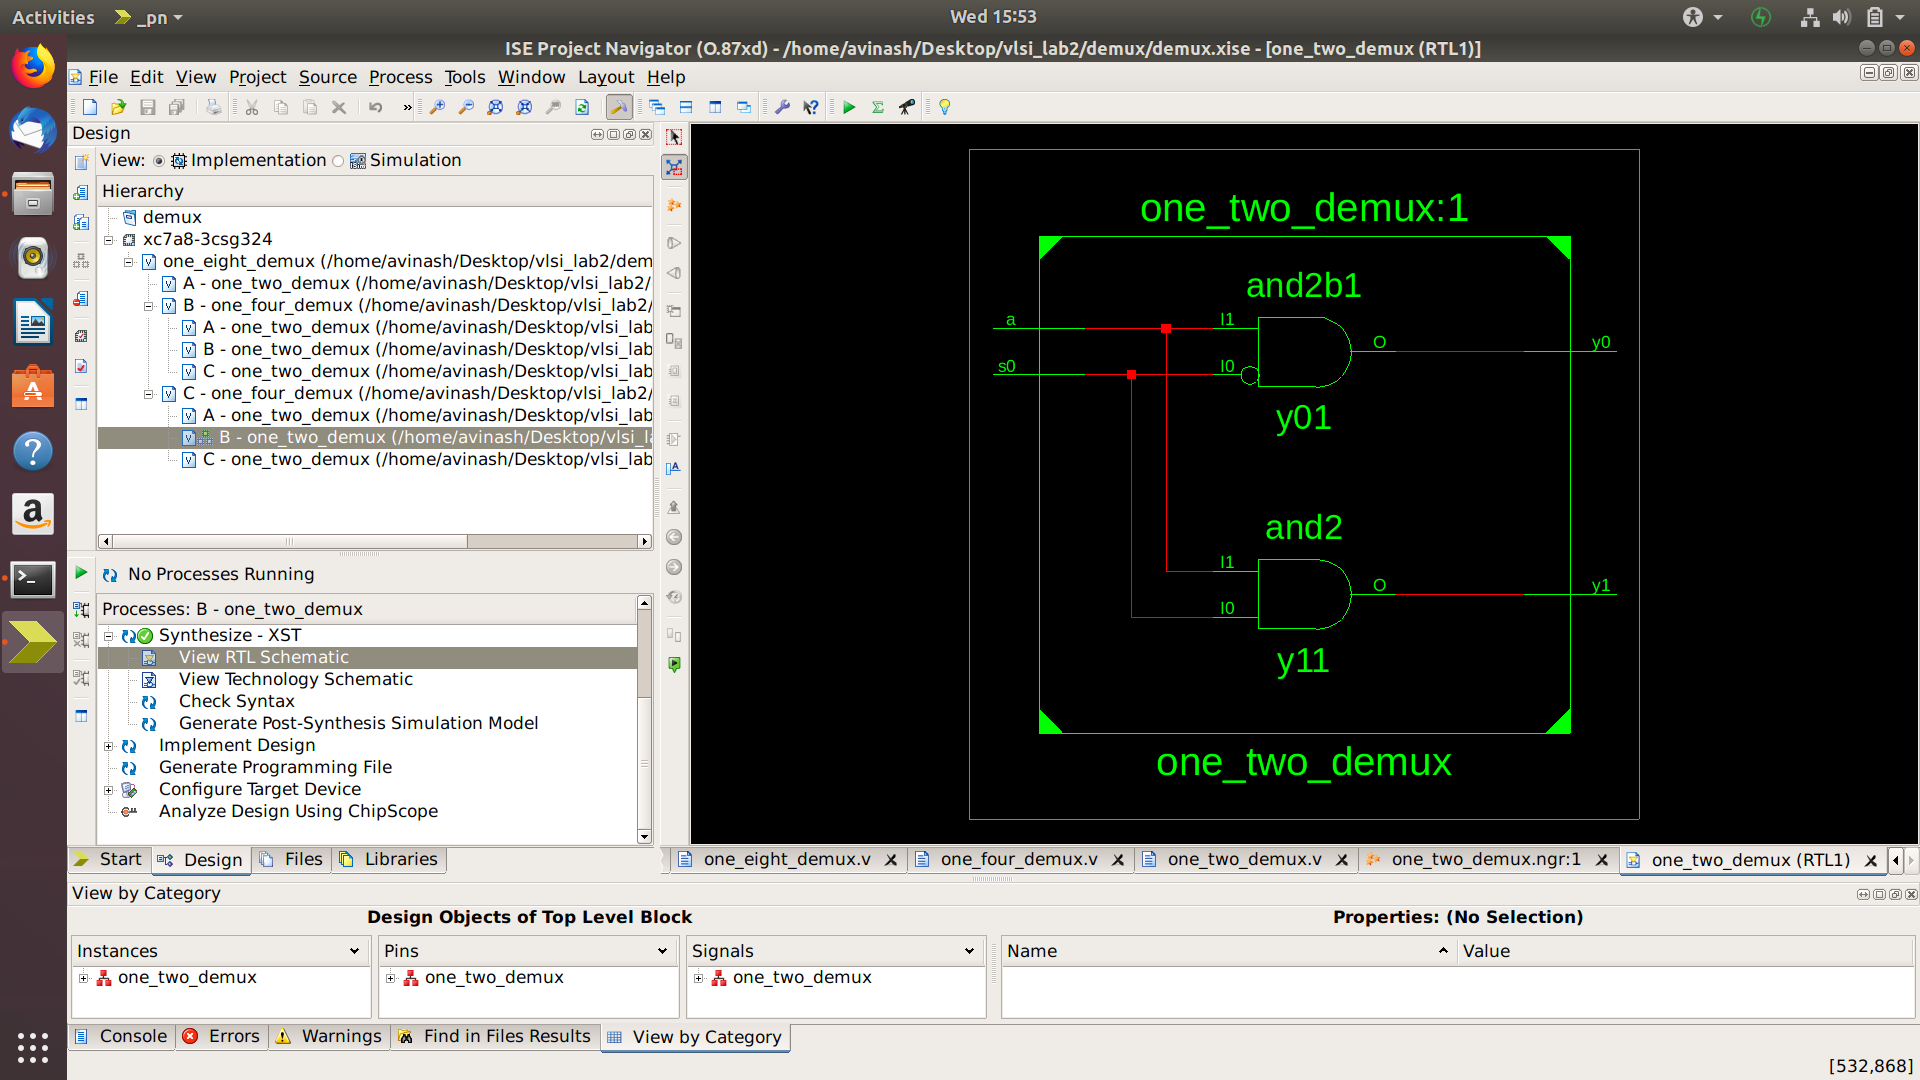 Activities
_pn
Wed 15:53
ISE Project Navigator (O.87xd) - /home/avinash/Desktop/vlsi_lab2/demux/demux.xise - [one_two_demux (RTL1)]
File Edit View Project Source Process Tools Window Layout Help
Design
View: Implementation Simulation
Hierarchy
demux
xc7a8-3csg324
one_eight_demux (/home/avinash/Desktop/vlsi_lab2/dem
A - one_two_demux (/home/avinash/Desktop/vlsi_lab2/
B - one_four_demux (/home/avinash/Desktop/vlsi_lab2/
A - one_two_demux (/home/avinash/Desktop/vlsi_lab
B - one_two_demux (/home/avinash/Desktop/vlsi_lab
C - one_two_demux (/home/avinash/Desktop/vlsi_lab
C - one_four_demux (/home/avinash/Desktop/vlsi_lab2/
A - one_two_demux (/home/avinash/Desktop/vlsi_lab
B - one_two_demux (/home/avinash/Desktop/vlsi_l
C - one_two_demux (/home/avinash/Desktop/vlsi_lab
No Processes Running
Processes: B - one_two_demux
Synthesize - XST
View RTL Schematic
View Technology Schematic
Check Syntax
Generate Post-Synthesis Simulation Model
Implement Design
Generate Programming File
Configure Target Device
Analyze Design Using ChipScope
Start Design Files Libraries
one_two_demux:1
and2b1
a
I1
s0
I0
O
y0
y01
and2
I1
I0
O
y1
y11
one_two_demux
one_eight_demux.v one_four_demux.v one_two_demux.v one_two_demux.ngr:1 one_two_demux (RTL1)
View by Category
Design Objects of Top Level Block
Properties: (No Selection)
Instances Pins Signals Name Value
one_two_demux one_two_demux one_two_demux
Console Errors Warnings Find in Files Results View by Category
[532,868]